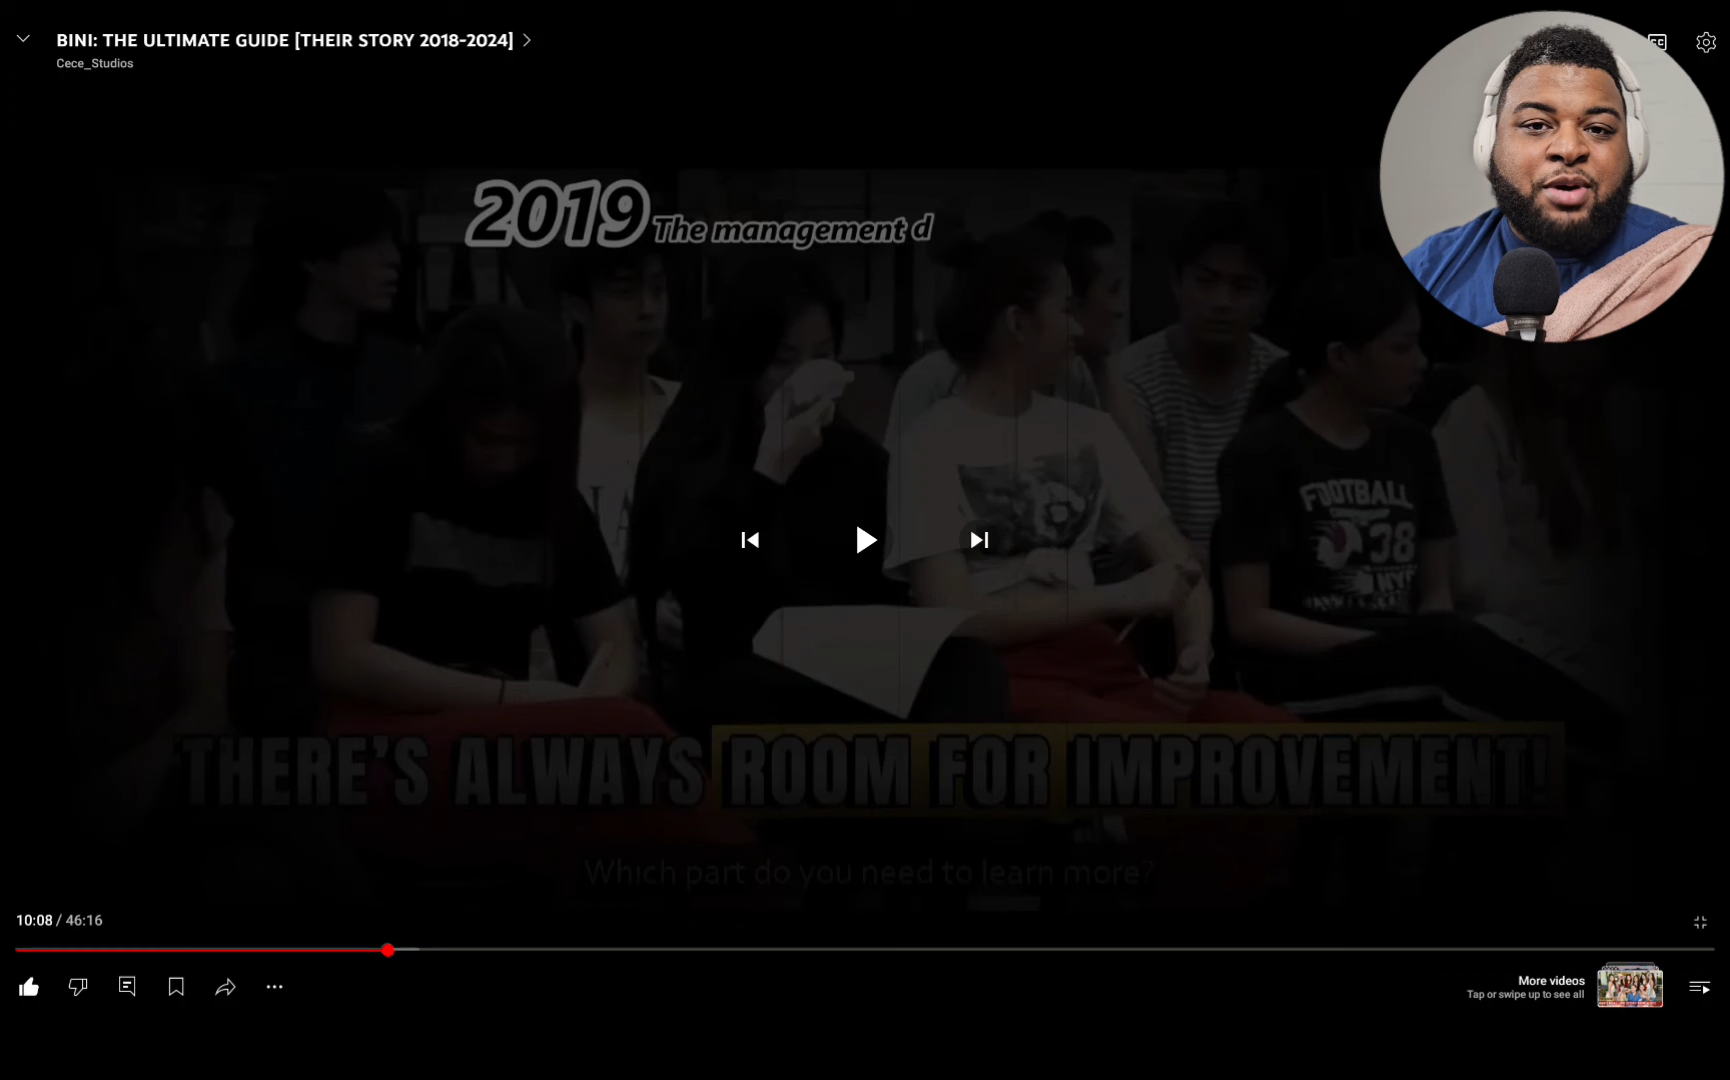 BINI: THE ULTIMATE GUIDE [THEIR STORY 2018-2024]
Cece_Studios
CC
2019 The management d
FOOTBALL
38
THERE'S ALWAYS ROOM FOR IMPROVEMENT!
Which part do you need to learn more?
10:08 / 46:16
More videos
Tap or swipe up to see all